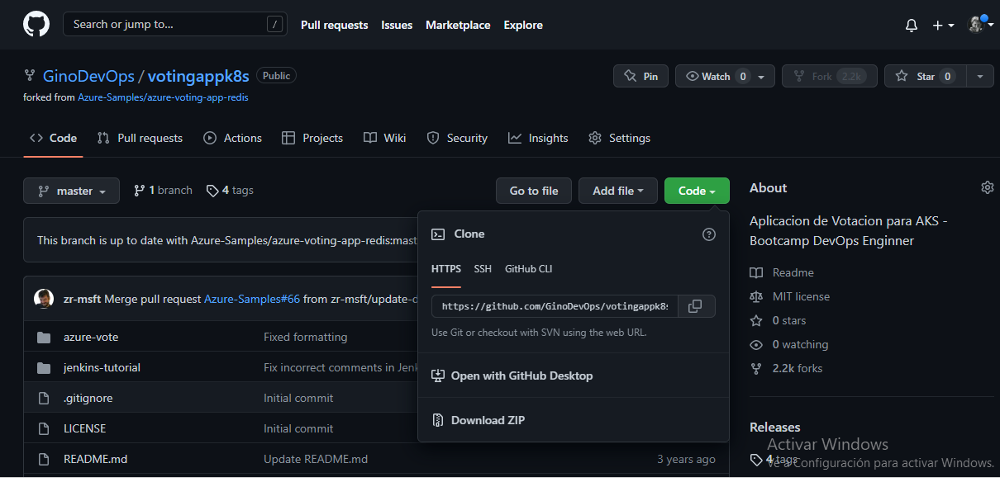 Search or jump to... /
Pull requests Issues Marketplace Explore
GinoDevOps / votingappk8s Public
Pin Watch 0 Fork 2.2k Star 0
forked from Azure-Samples/azure-voting-app-redis
Code Pull requests Actions Projects Wiki Security Insights Settings
master 1 branch 4 tags
Go to file Add file Code
This branch is up to date with Azure-Samples/azure-voting-app-redis:mast
zr-msft Merge pull request Azure-Samples#66 from zr-msft/update-d
azure-vote Fixed formatting
jenkins-tutorial Fix incorrect comments in Jenk
.gitignore Initial commit
LICENSE Initial commit
README.md Update README.md 3 years ago
Clone
HTTPS SSH GitHub CLI
https://github.com/GinoDevOps/votingappk8s
Use Git or checkout with SVN using the web URL.
Open with GitHub Desktop
Download ZIP
About
Aplicacion de Votacion para AKS -
Bootcamp DevOps Enginner
Readme
MIT license
0 stars
0 watching
2.2k forks
Releases
4 tags
Activar Windows
Ve a Configuración para activar Windows.